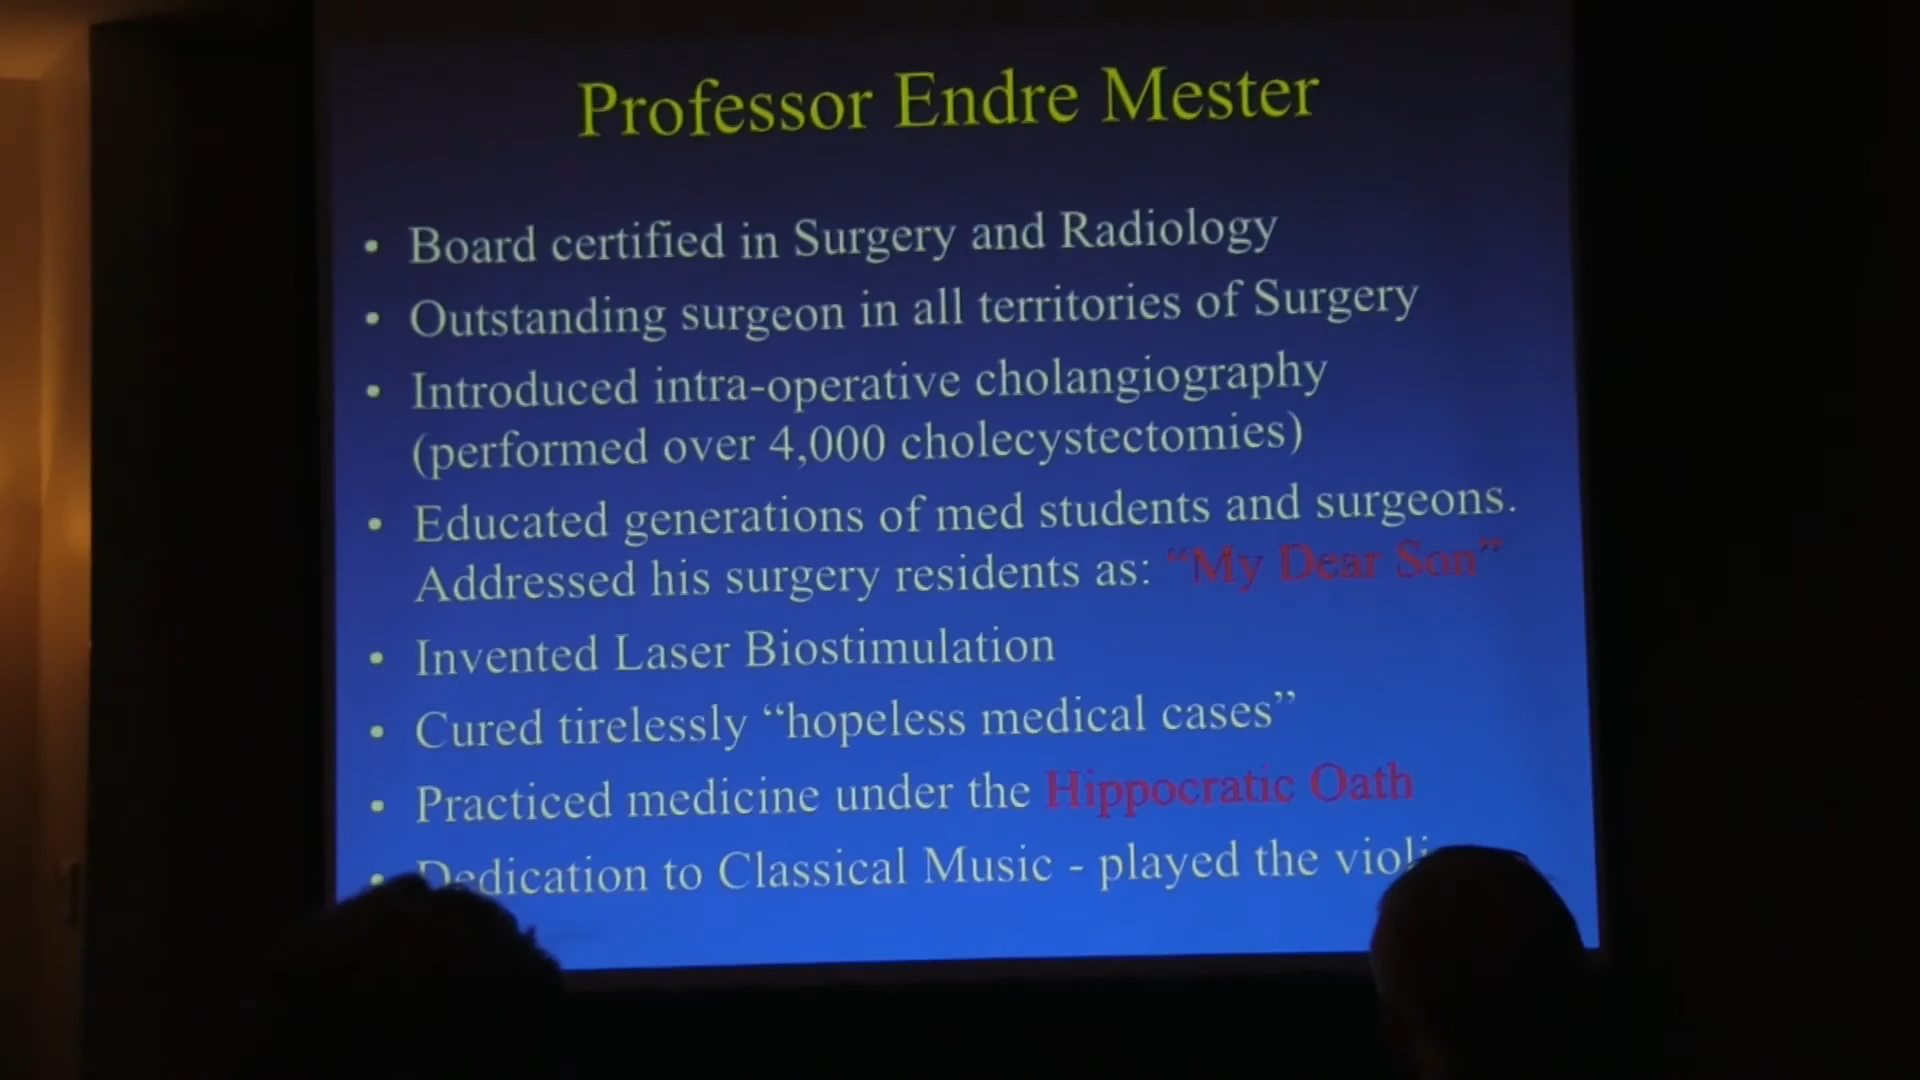 Professor Endre Mester
• Board certified in Surgery and Radiology
• Outstanding surgeon in all territories of Surgery
• Introduced intra-operative cholangiography
(performed over 4,000 cholecystectomies)
• Educated generations of med students and surgeons.
Addressed his surgery residents as: “My Dear Son”
• Invented Laser Biostimulation
• Cured tirelessly “hopeless medical cases”
• Practiced medicine under the Hippocratic Oath
• Dedication to Classical Music - played the